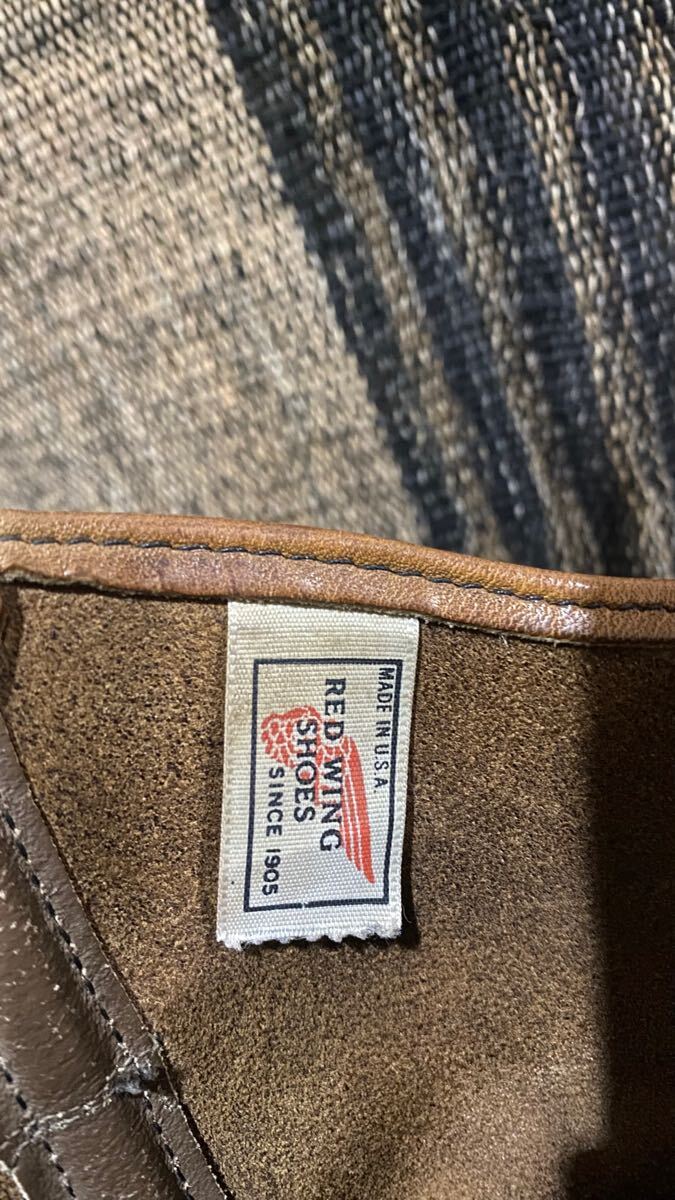 MADE IN U.S.A
RED WING
SHOES
SINCE 1905